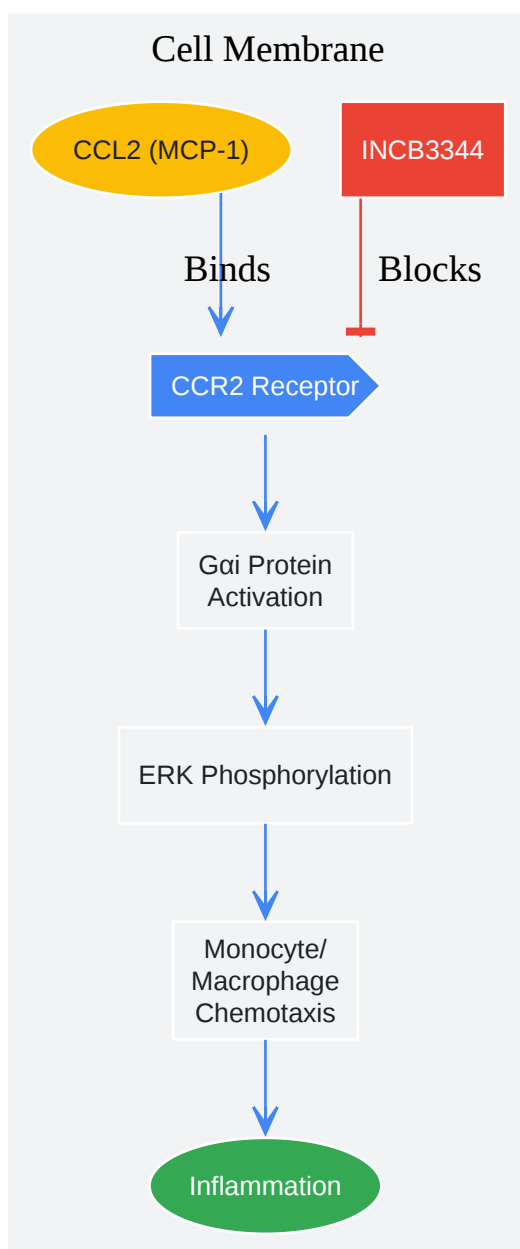 Cell Membrane
CCL2 (MCP-1)
INCB3344
Binds
Blocks
CCR2 Receptor
Gαi Protein
Activation
ERK Phosphorylation
Monocyte/
Macrophage
Chemotaxis
Inflammation